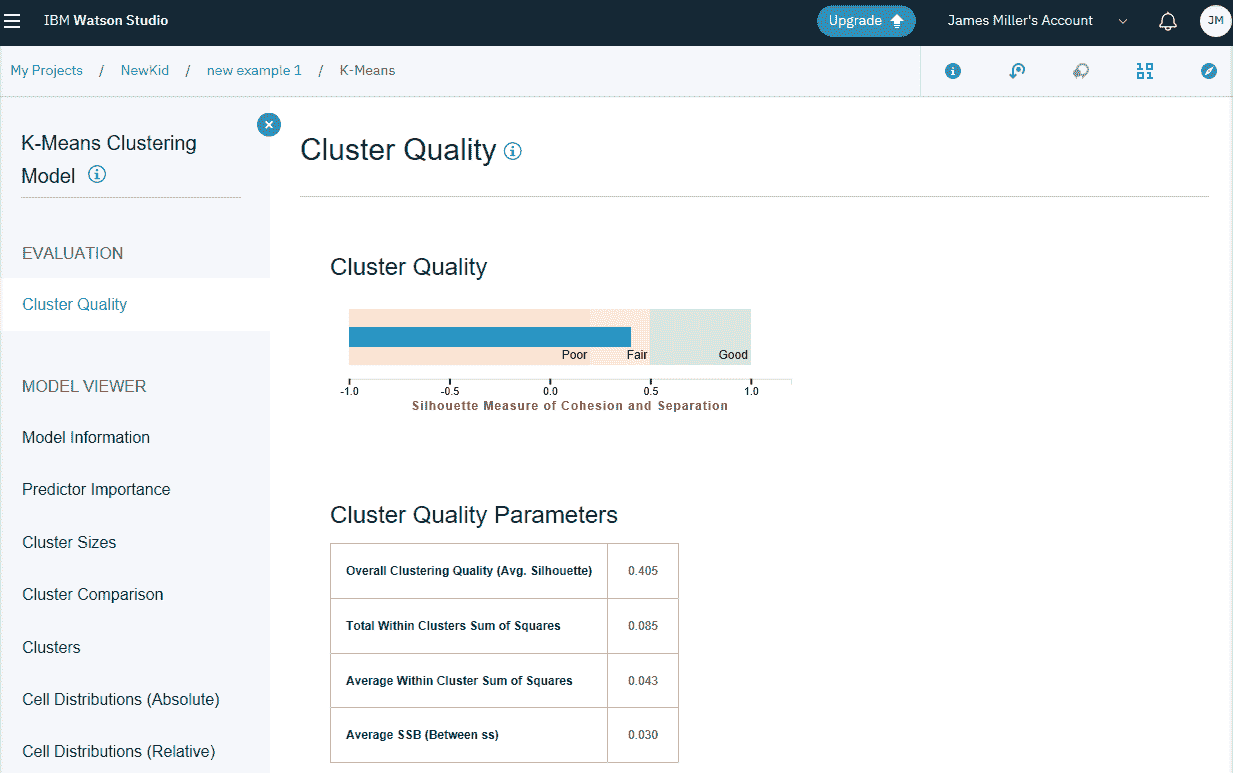 IBM Watson Studio
Upgrade
James Miller's Account
JM
My Projects / NewKid / new example 1 / K-Means
K-Means Clustering
Model
EVALUATION
Cluster Quality
MODEL VIEWER
Model Information
Predictor Importance
Cluster Sizes
Cluster Comparison
Clusters
Cell Distributions (Absolute)
Cell Distributions (Relative)
Cluster Quality
Cluster Quality
Poor Fair Good
-1.0 -0.5 0.0 0.5 1.0
Silhouette Measure of Cohesion and Separation
Cluster Quality Parameters
Overall Clustering Quality (Avg. Silhouette) 0.405
Total Within Clusters Sum of Squares 0.085
Average Within Cluster Sum of Squares 0.043
Average SSB (Between ss) 0.030